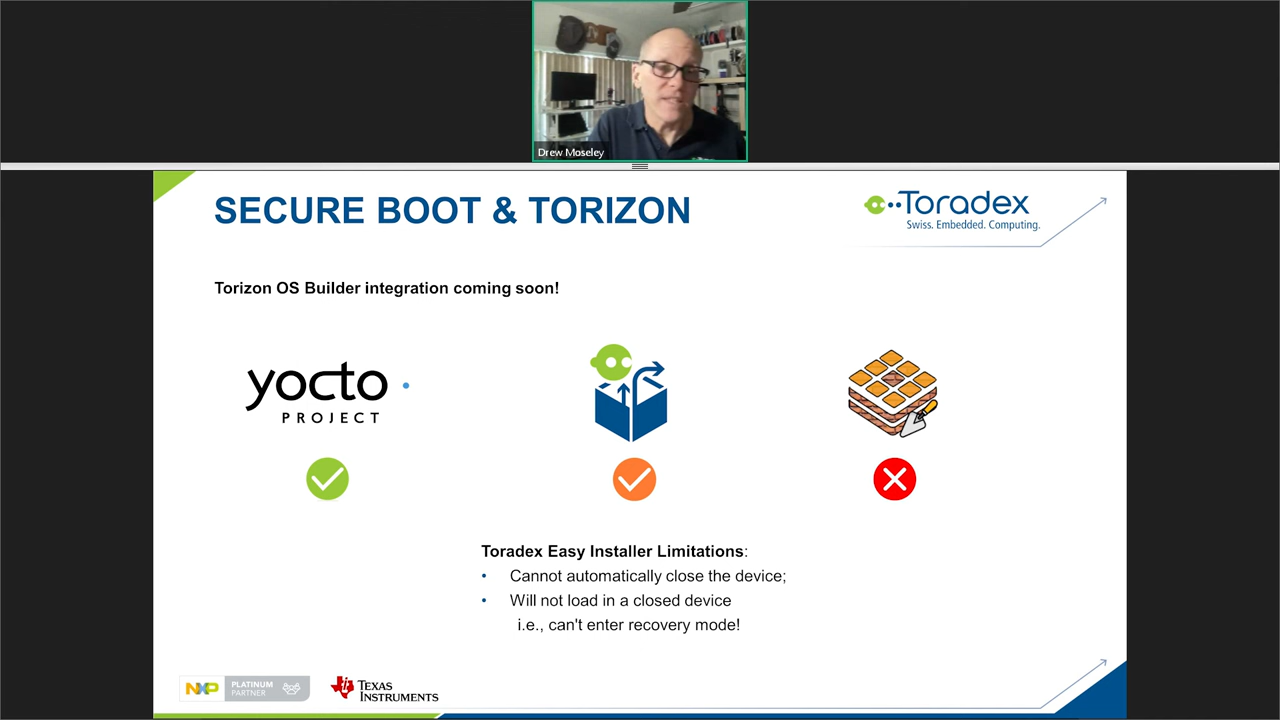 Drew Moseley
SECURE BOOT & TORIZON
Toradex
Swiss. Embedded. Computing.
Torizon OS Builder integration coming soon!
yocto
PROJECT
Toradex Easy Installer Limitations:
• Cannot automatically close the device;
• Will not load in a closed device
i.e., can't enter recovery mode!
NXP
PLATINUM
PARTNER
TEXAS
INSTRUMENTS